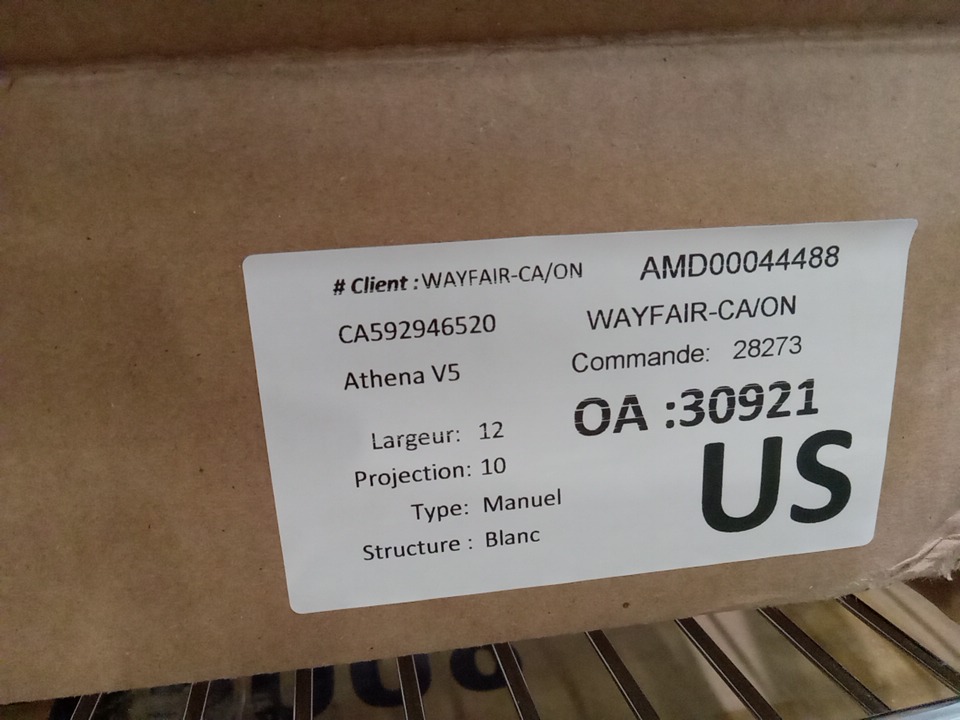 # Client : WAYFAIR-CA/ON
AMD00044488
CA592946520
WAYFAIR-CA/ON
Athena V5
Commande: 28273
OA :30921
US
Largeur: 12
Projection: 10
Type: Manuel
Structure : Blanc